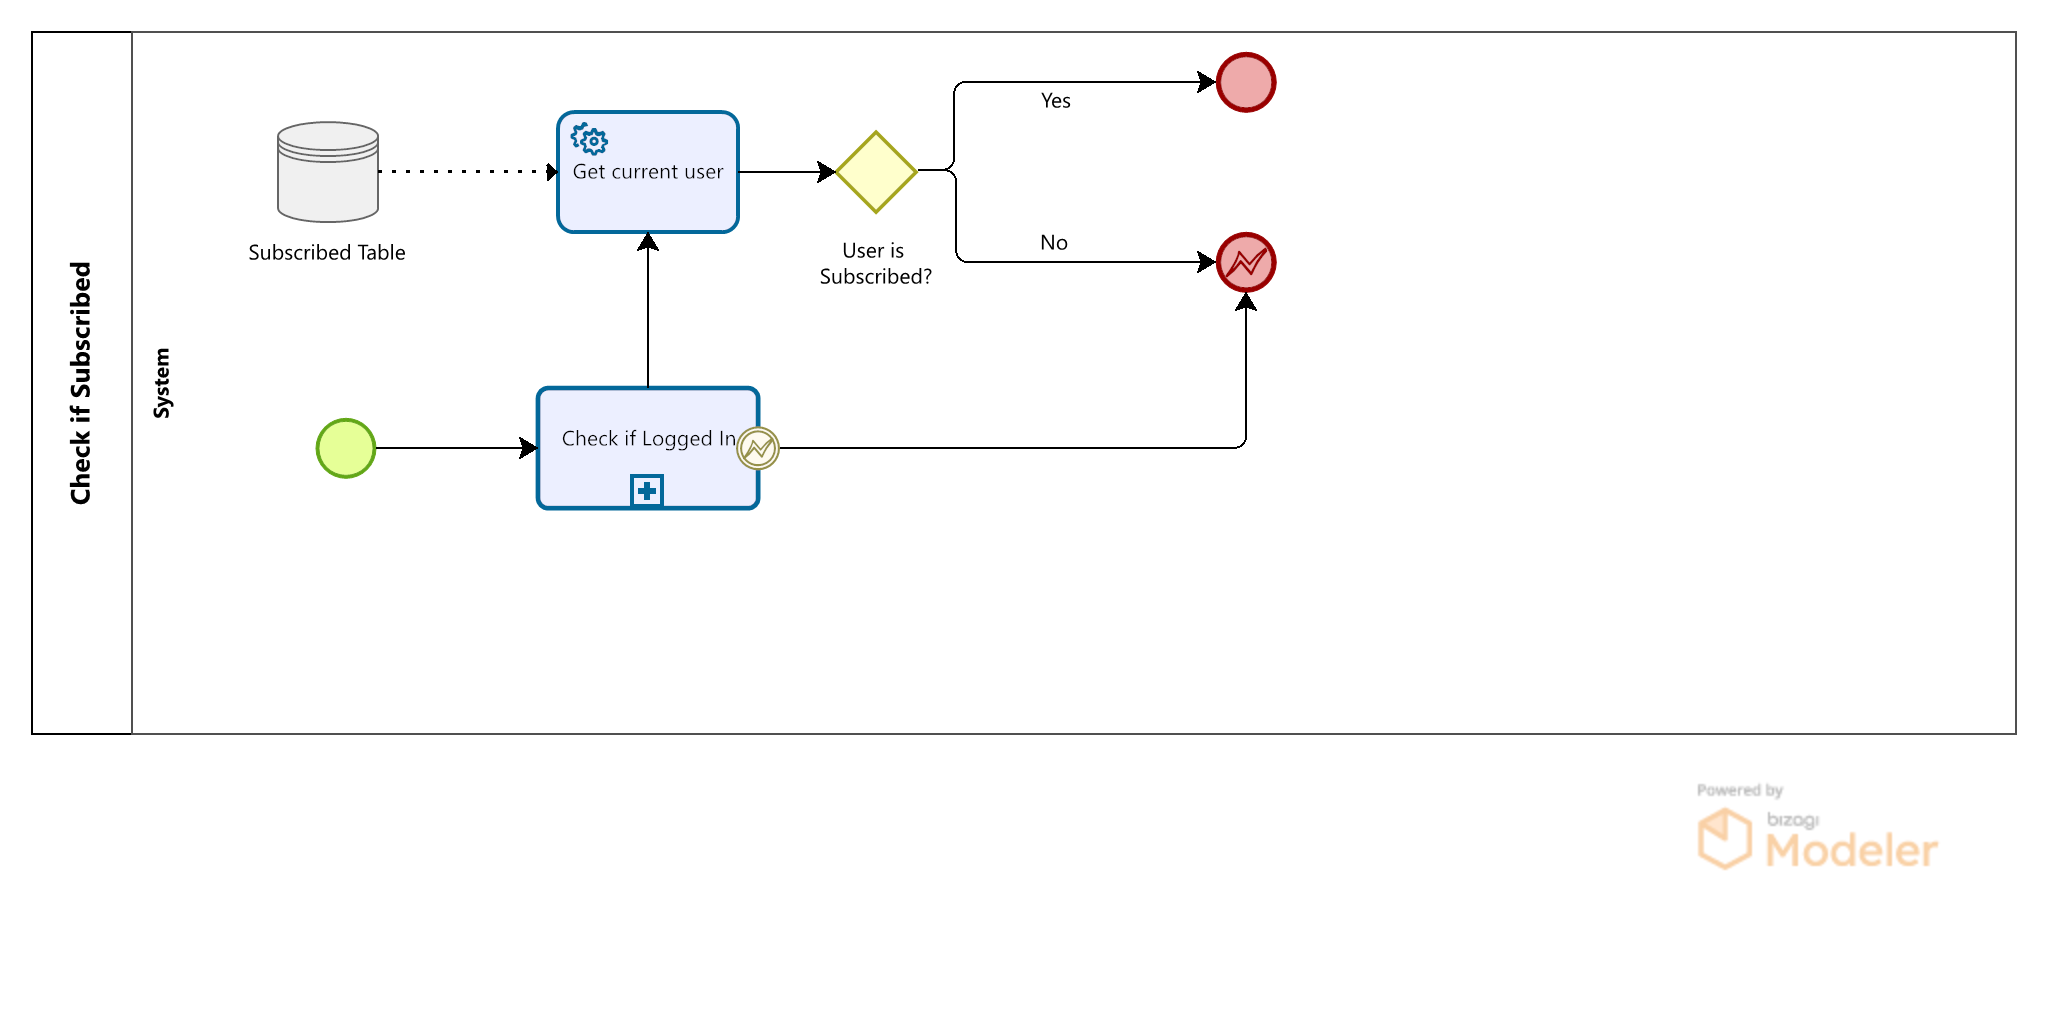 Check if Subscribed
System
Subscribed Table
Get current user
User is
Subscribed?
Yes
No
Check if Logged In
Powered by
bizagi
Modeler